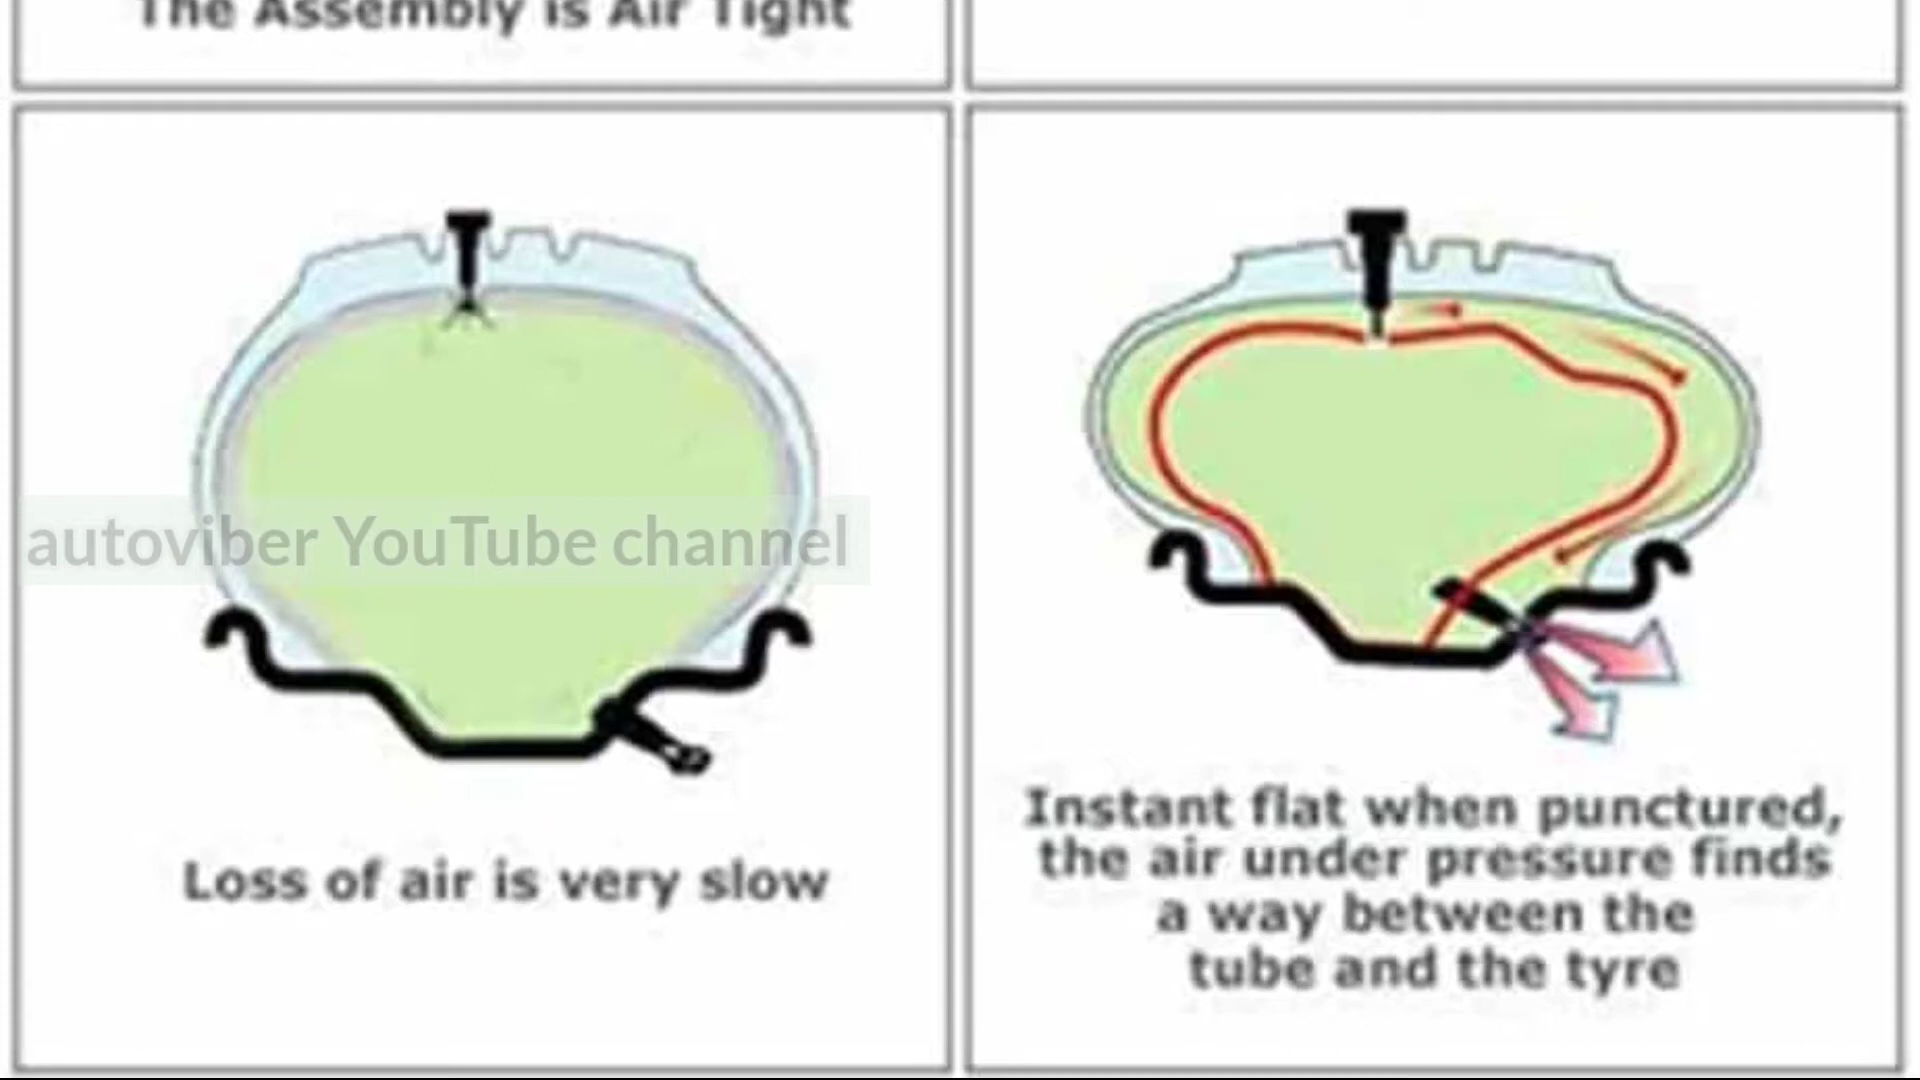 The Assembly is Air Tight
autoviber YouTube channel
Loss of air is very slow
Instant flat when punctured,
the air under pressure finds
a way between the
tube and the tyre